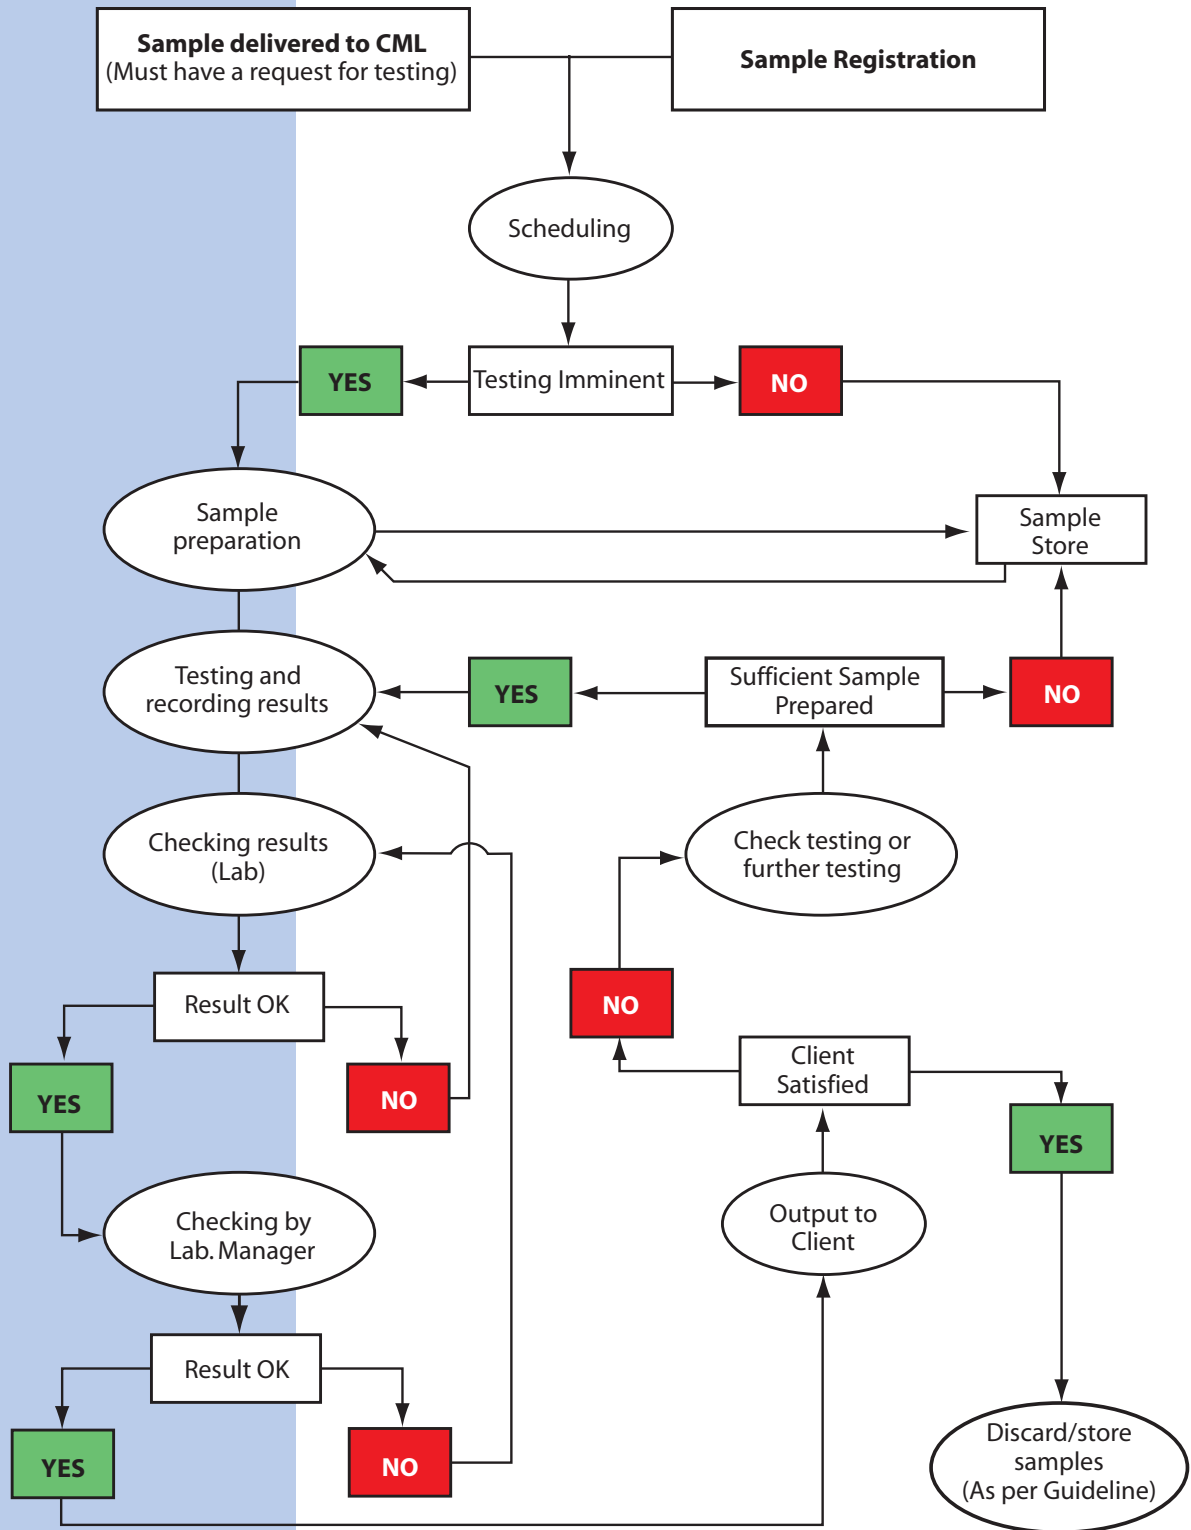 Sample delivered to CML
(Must have a request for testing)
Sample Registration
Scheduling
YES
Testing Imminent
NO
Sample
preparation
Sample
Store
Testing and
recording results
YES
Sufficient Sample
Prepared
NO
Checking results
(Lab)
Check testing or
further testing
Result OK
NO
Client
Satisfied
YES
NO
YES
Checking by
Lab. Manager
Output to
Client
Result OK
YES
NO
Discard/store
samples
(As per Guideline)